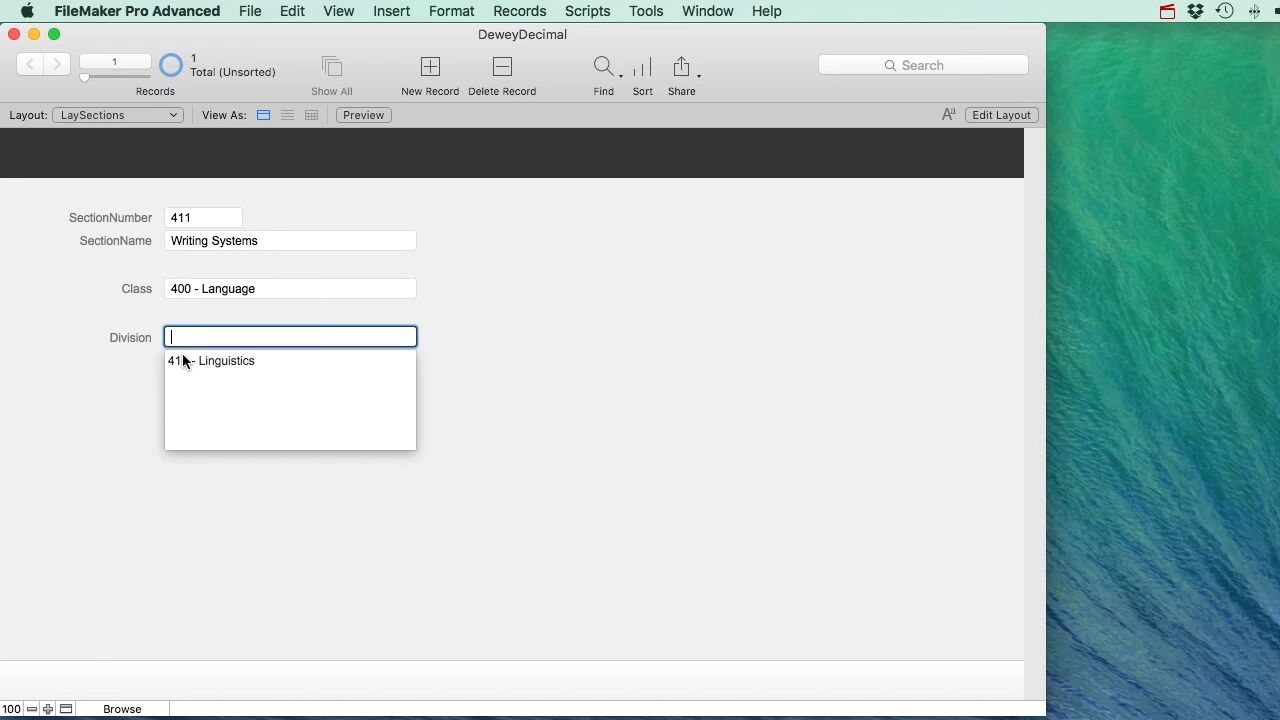 FileMaker Pro Advanced File Edit View Insert Format Records Scripts Tools Window Help
DeweyDecimal
1
1
Total (Unsorted)
Search
Records Show All New Record Delete Record Find Sort Share
Layout: LaySections View As: Preview Aa Edit Layout
SectionNumber 411
SectionName Writing Systems
Class 400 - Language
Division
- Linguistics
100 Browse